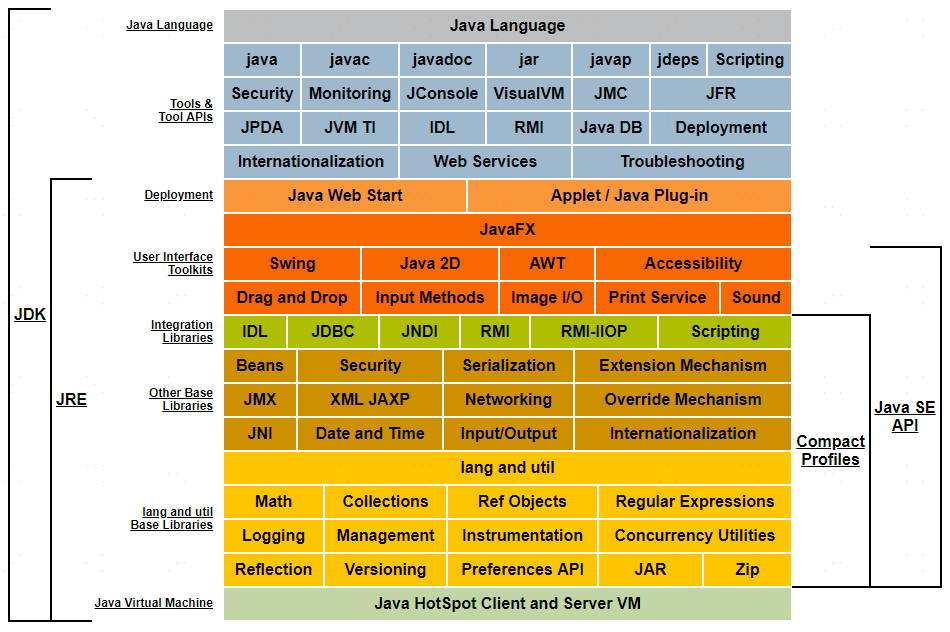 Java Language Java Language
java javac javadoc jar javap jdeps Scripting
Security Monitoring JConsole VisualVM JMC JFR
Tools &
Tool APIs
JPDA JVM TI IDL RMI Java DB Deployment
Internationalization Web Services Troubleshooting
Deployment Java Web Start Applet / Java Plug-in
JavaFX
User Interface
Toolkits
Swing Java 2D AWT Accessibility
Drag and Drop Input Methods Image I/O Print Service Sound
JDK
Integration
Libraries
IDL JDBC JNDI RMI RMI-IIOP Scripting
Beans Security Serialization Extension Mechanism
JRE
Other Base
Libraries
JMX XML JAXP Networking Override Mechanism
Java SE
API
JNI Date and Time Input/Output Internationalization
Compact
Profiles
lang and util
Math Collections Ref Objects Regular Expressions
lang and util
Base Libraries
Logging Management Instrumentation Concurrency Utilities
Reflection Versioning Preferences API JAR Zip
Java Virtual Machine Java HotSpot Client and Server VM